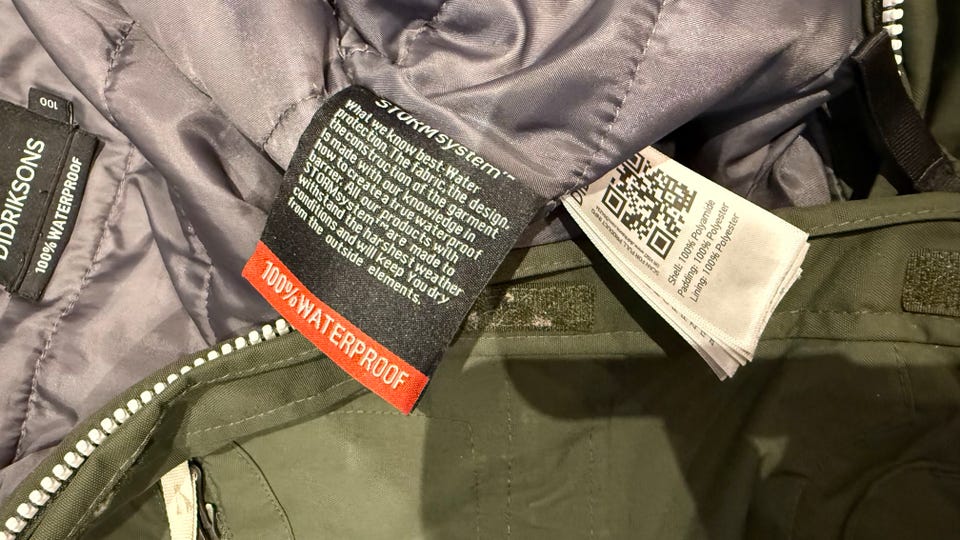 100
DIDRIKSONS
100% WATERPROOF
STORMSystem™
What we know best. Water
protection. The fabric, the design,
the construction of the garment
is made with our knowledge in
how to create a true waterproof
barrier. All our products with
STORMSystem™ are made to
withstand the harshest weather
conditions and will keep you dry
from the outside elements.
100% WATERPROOF
Shell: 100% Polyamide
Padding: 100% Polyester
Lining: 100% Polyester